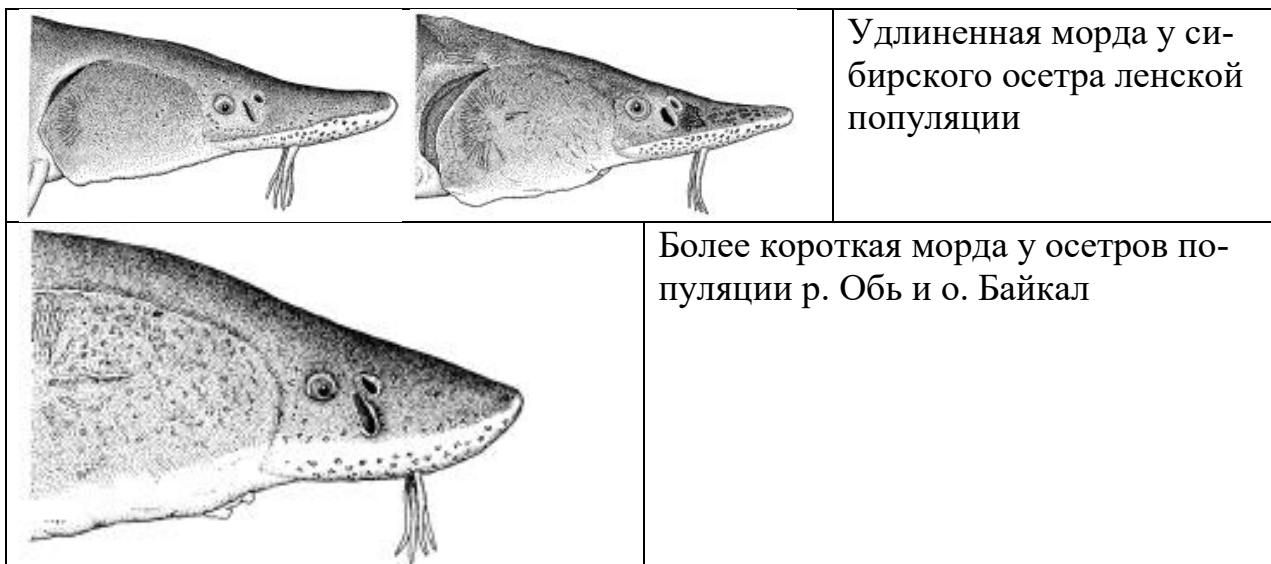 Удлиненная морда у си-
бирского осетра ленской
популяции
Более короткая морда у осетров по-
пуляции р. Обь и о. Байкал